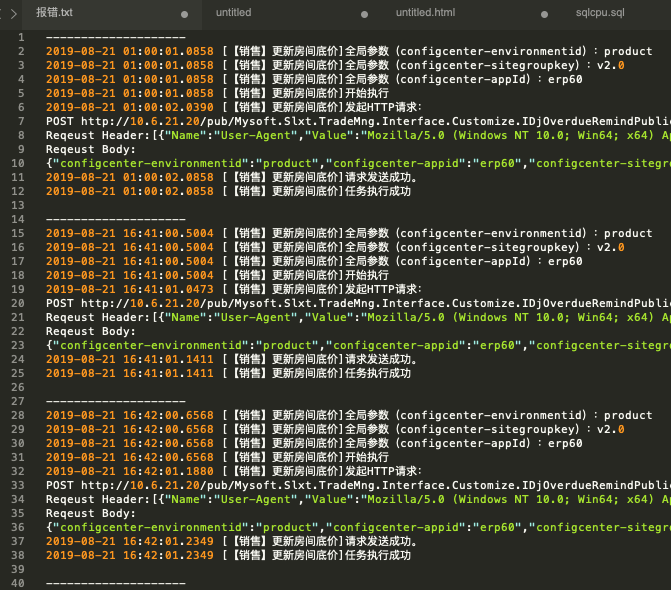 报错.txt untitled untitled.html sqlcpu.sql
1 --------------------
2 2019-08-21 01:00:01.0858 [【销售】更新房间底价]全局参数（configcenter-environmentid）：product
3 2019-08-21 01:00:01.0858 [【销售】更新房间底价]全局参数（configcenter-sitegroupkey）：v2.0
4 2019-08-21 01:00:01.0858 [【销售】更新房间底价]全局参数（configcenter-appId）：erp60
5 2019-08-21 01:00:01.0858 [【销售】更新房间底价]开始执行
6 2019-08-21 01:00:02.0390 [【销售】更新房间底价]发起HTTP请求：
7 POST http://10.6.21.20/pub/Mysoft.Slxt.TradeMng.Interface.Customize.IDjOverdueRemindPublic
8 Reqeust Header:[{"Name":"User-Agent","Value":"Mozilla/5.0 (Windows NT 10.0; Win64; x64) Ap
9 Reqeust Body:
10 {"configcenter-environmentid":"product","configcenter-appid":"erp60","configcenter-sitegro
11 2019-08-21 01:00:02.0858 [【销售】更新房间底价]请求发送成功。
12 2019-08-21 01:00:02.0858 [【销售】更新房间底价]任务执行成功
13
14 --------------------
15 2019-08-21 16:41:00.5004 [【销售】更新房间底价]全局参数（configcenter-environmentid）：product
16 2019-08-21 16:41:00.5004 [【销售】更新房间底价]全局参数（configcenter-sitegroupkey）：v2.0
17 2019-08-21 16:41:00.5004 [【销售】更新房间底价]全局参数（configcenter-appId）：erp60
18 2019-08-21 16:41:00.5004 [【销售】更新房间底价]开始执行
19 2019-08-21 16:41:01.0473 [【销售】更新房间底价]发起HTTP请求：
20 POST http://10.6.21.20/pub/Mysoft.Slxt.TradeMng.Interface.Customize.IDjOverdueRemindPublic
21 Reqeust Header:[{"Name":"User-Agent","Value":"Mozilla/5.0 (Windows NT 10.0; Win64; x64) Ap
22 Reqeust Body:
23 {"configcenter-environmentid":"product","configcenter-appid":"erp60","configcenter-sitegro
24 2019-08-21 16:41:01.1411 [【销售】更新房间底价]请求发送成功。
25 2019-08-21 16:41:01.1411 [【销售】更新房间底价]任务执行成功
26
27 --------------------
28 2019-08-21 16:42:00.6568 [【销售】更新房间底价]全局参数（configcenter-environmentid）：product
29 2019-08-21 16:42:00.6568 [【销售】更新房间底价]全局参数（configcenter-sitegroupkey）：v2.0
30 2019-08-21 16:42:00.6568 [【销售】更新房间底价]全局参数（configcenter-appId）：erp60
31 2019-08-21 16:42:00.6568 [【销售】更新房间底价]开始执行
32 2019-08-21 16:42:01.1880 [【销售】更新房间底价]发起HTTP请求：
33 POST http://10.6.21.20/pub/Mysoft.Slxt.TradeMng.Interface.Customize.IDjOverdueRemindPublic
34 Reqeust Header:[{"Name":"User-Agent","Value":"Mozilla/5.0 (Windows NT 10.0; Win64; x64) Ap
35 Reqeust Body:
36 {"configcenter-environmentid":"product","configcenter-appid":"erp60","configcenter-sitegro
37 2019-08-21 16:42:01.2349 [【销售】更新房间底价]请求发送成功。
38 2019-08-21 16:42:01.2349 [【销售】更新房间底价]任务执行成功
39
40 --------------------